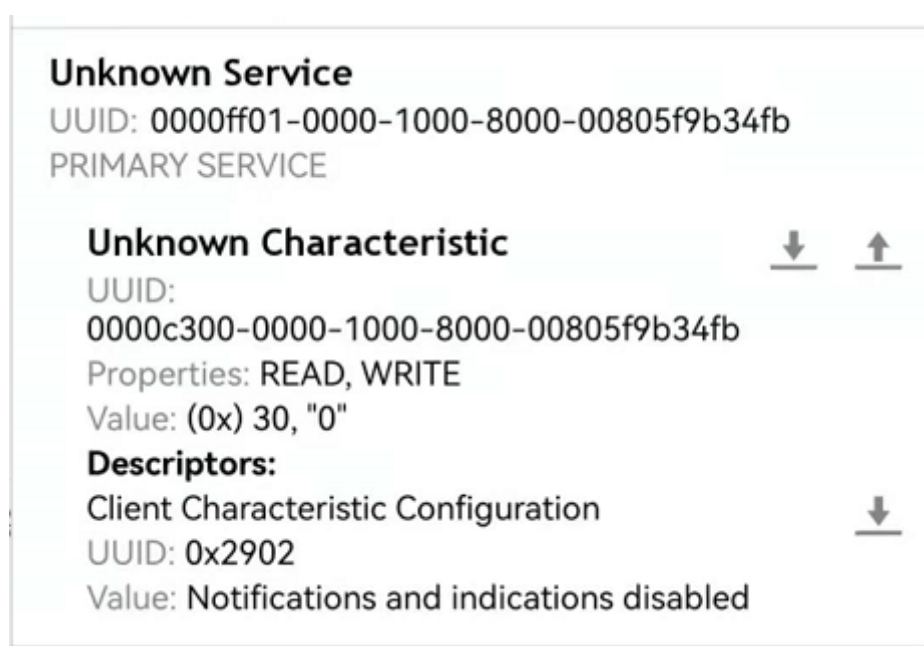 Unknown Service
UUID: 0000ff01-0000-1000-8000-00805f9b34fb
PRIMARY SERVICE
Unknown Characteristic
UUID:
0000c300-0000-1000-8000-00805f9b34fb
Properties: READ, WRITE
Value: (0x) 30, "0"
Descriptors:
Client Characteristic Configuration
UUID: 0x2902
Value: Notifications and indications disabled